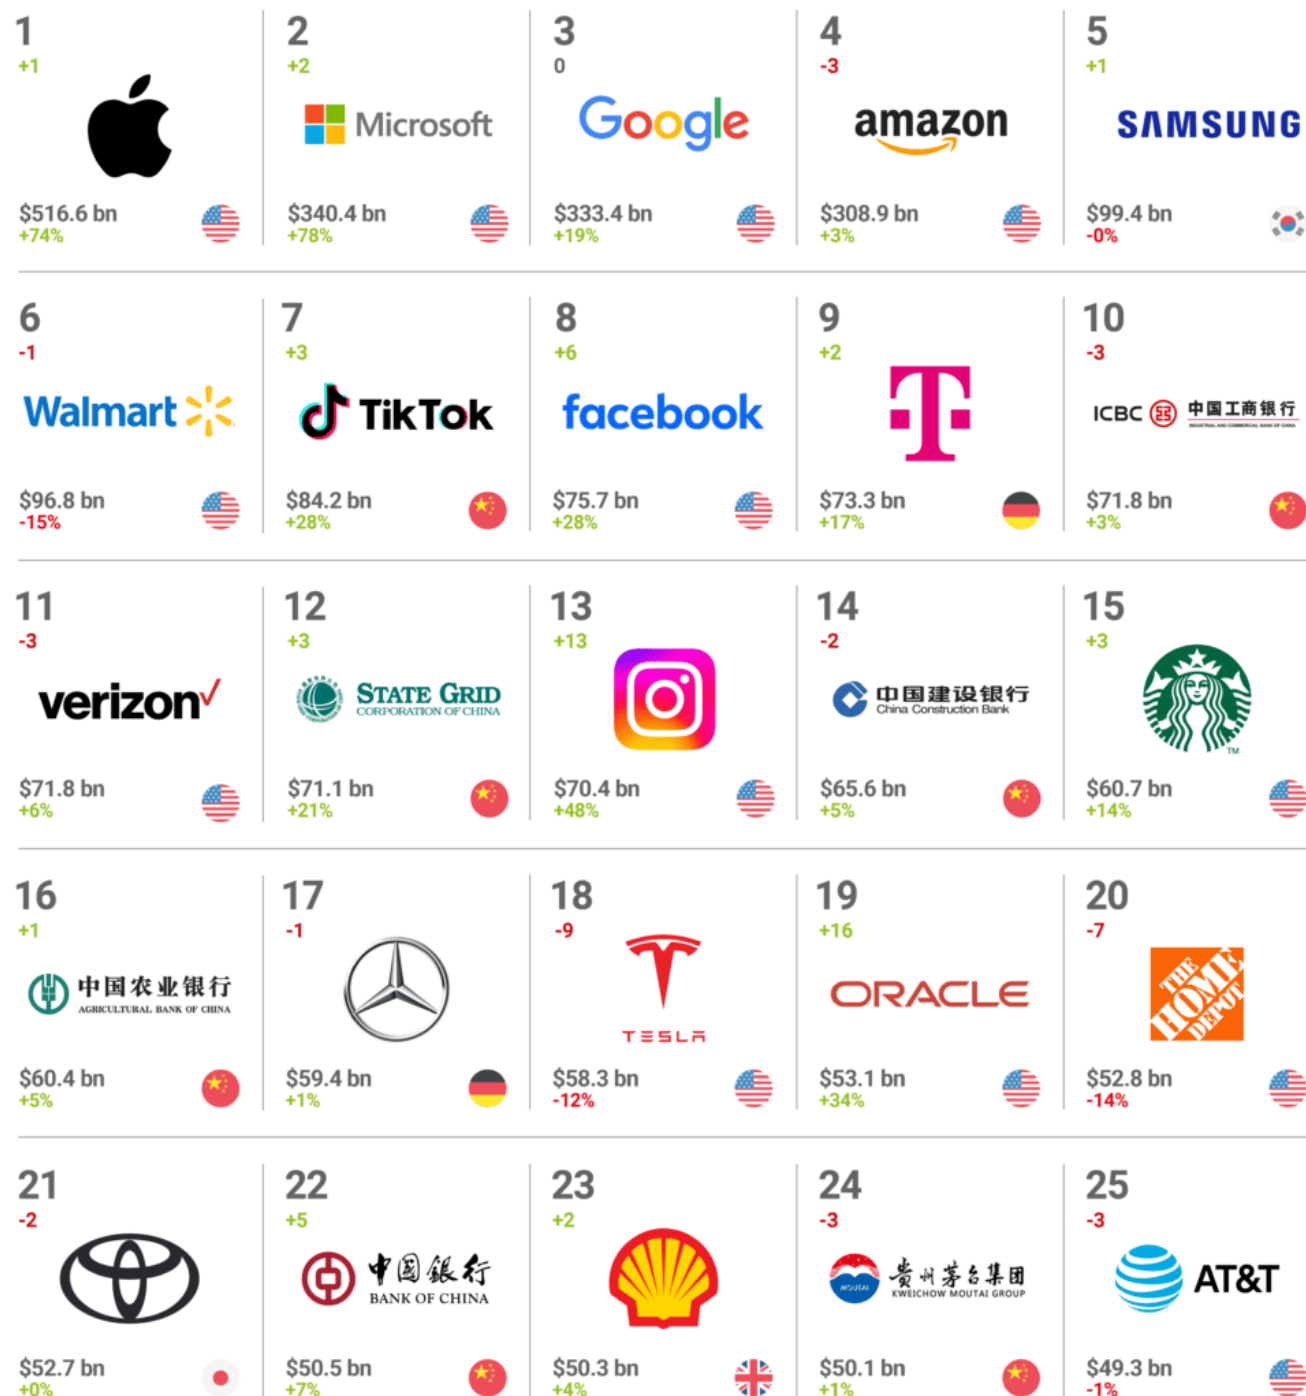 1
+1
$516.6 bn
+74%
2
+2
Microsoft
$340.4 bn
+78%
3
0
Google
$333.4 bn
+19%
4
-3
amazon
$308.9 bn
+3%
5
+1
SAMSUNG
$99.4 bn
-0%
6
-1
Walmart
$96.8 bn
-15%
7
+3
TikTok
$84.2 bn
+28%
8
+6
facebook
$75.7 bn
+28%
9
+2
T
$73.3 bn
+17%
10
-3
ICBC 中国工商银行
INDUSTRIAL AND COMMERCIAL BANK OF CHINA
$71.8 bn
+3%
11
-3
verizon
$71.8 bn
+6%
12
+3
STATE GRID
CORPORATION OF CHINA
$71.1 bn
+21%
13
+13
$70.4 bn
+48%
14
-2
中国建设银行
China Construction Bank
$65.6 bn
+5%
15
+3
TM
$60.7 bn
+14%
16
+1
中国农业银行
AGRICULTURAL BANK OF CHINA
$60.4 bn
+5%
17
-1
$59.4 bn
+1%
18
-9
TESLA
$58.3 bn
-12%
19
+16
ORACLE
$53.1 bn
+34%
20
-7
THE
HOME
DEPOT
$52.8 bn
-14%
21
-2
$52.7 bn
+0%
22
+5
中國銀行
BANK OF CHINA
$50.5 bn
+7%
23
+2
$50.3 bn
+4%
24
-3
MOUTAI
贵州茅台集团
KWEICHOW MOUTAI GROUP
$50.1 bn
+1%
25
-3
AT&T
$49.3 bn
-1%